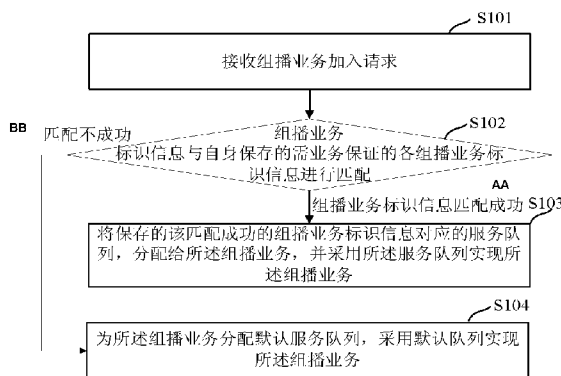 S101
接收组播业务加入请求
BB
匹配不成功
S102
组播业务
标识信息与自身保存的需业务保证的各组播业务标
识信息进行匹配
AA
组播业务标识信息匹配成功
S103
将保存的该匹配成功的组播业务标识信息对应的服务队
列，分配给所述组播业务，并采用所述服务队列实现所
述组播业务
S104
为所述组播业务分配默认服务队列，采用默认队列实现
所述组播业务